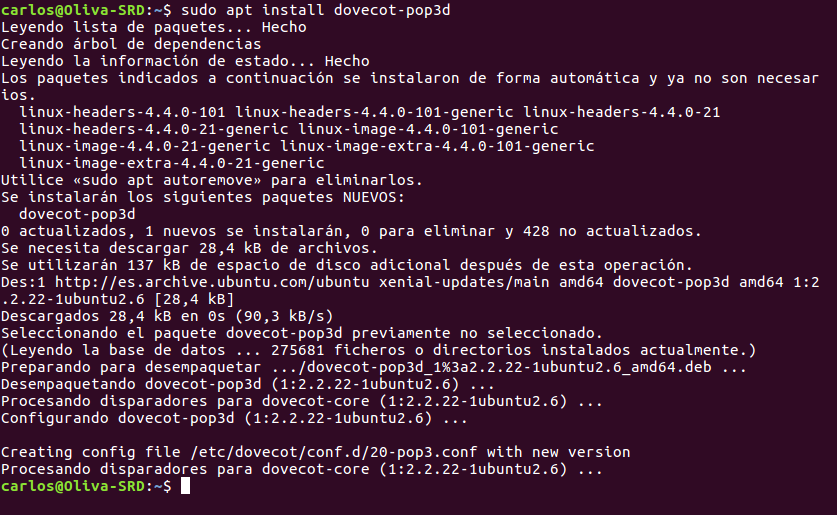 carlos@Oliva-SRD:~$ sudo apt install dovecot-pop3d
Leyendo lista de paquetes... Hecho
Creando árbol de dependencias
Leyendo la información de estado... Hecho
Los paquetes indicados a continuación se instalaron de forma automática y ya no son necesar
ios.
  linux-headers-4.4.0-101 linux-headers-4.4.0-101-generic linux-headers-4.4.0-21
  linux-headers-4.4.0-21-generic linux-image-4.4.0-101-generic
  linux-image-4.4.0-21-generic linux-image-extra-4.4.0-101-generic
  linux-image-extra-4.4.0-21-generic
Utilice «sudo apt autoremove» para eliminarlos.
Se instalarán los siguientes paquetes NUEVOS:
  dovecot-pop3d
0 actualizados, 1 nuevos se instalarán, 0 para eliminar y 428 no actualizados.
Se necesita descargar 28,4 kB de archivos.
Se utilizarán 137 kB de espacio de disco adicional después de esta operación.
Des:1 http://es.archive.ubuntu.com/ubuntu xenial-updates/main amd64 dovecot-pop3d amd64 1:2
.2.22-1ubuntu2.6 [28,4 kB]
Descargados 28,4 kB en 0s (90,3 kB/s)
Seleccionando el paquete dovecot-pop3d previamente no seleccionado.
(Leyendo la base de datos ... 275681 ficheros o directorios instalados actualmente.)
Preparando para desempaquetar .../dovecot-pop3d_1%3a2.2.22-1ubuntu2.6_amd64.deb ...
Desempaquetando dovecot-pop3d (1:2.2.22-1ubuntu2.6) ...
Procesando disparadores para dovecot-core (1:2.2.22-1ubuntu2.6) ...
Configurando dovecot-pop3d (1:2.2.22-1ubuntu2.6) ...

Creating config file /etc/dovecot/conf.d/20-pop3.conf with new version
Procesando disparadores para dovecot-core (1:2.2.22-1ubuntu2.6) ...
carlos@Oliva-SRD:~$